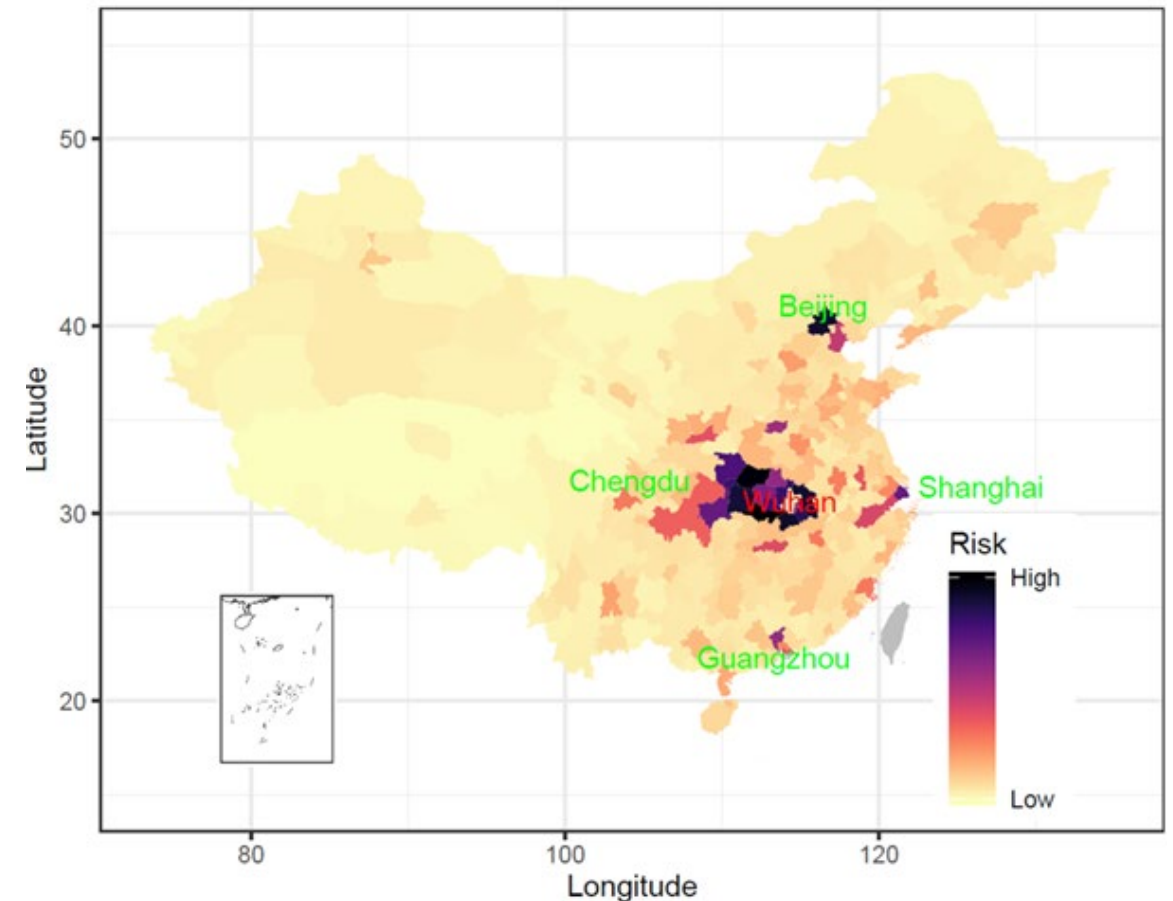 50
40
30
20
Latitude
80
100
120
Longitude
Beijing
Chengdu
Wuhan
Shanghai
Guangzhou
Risk
High
Low